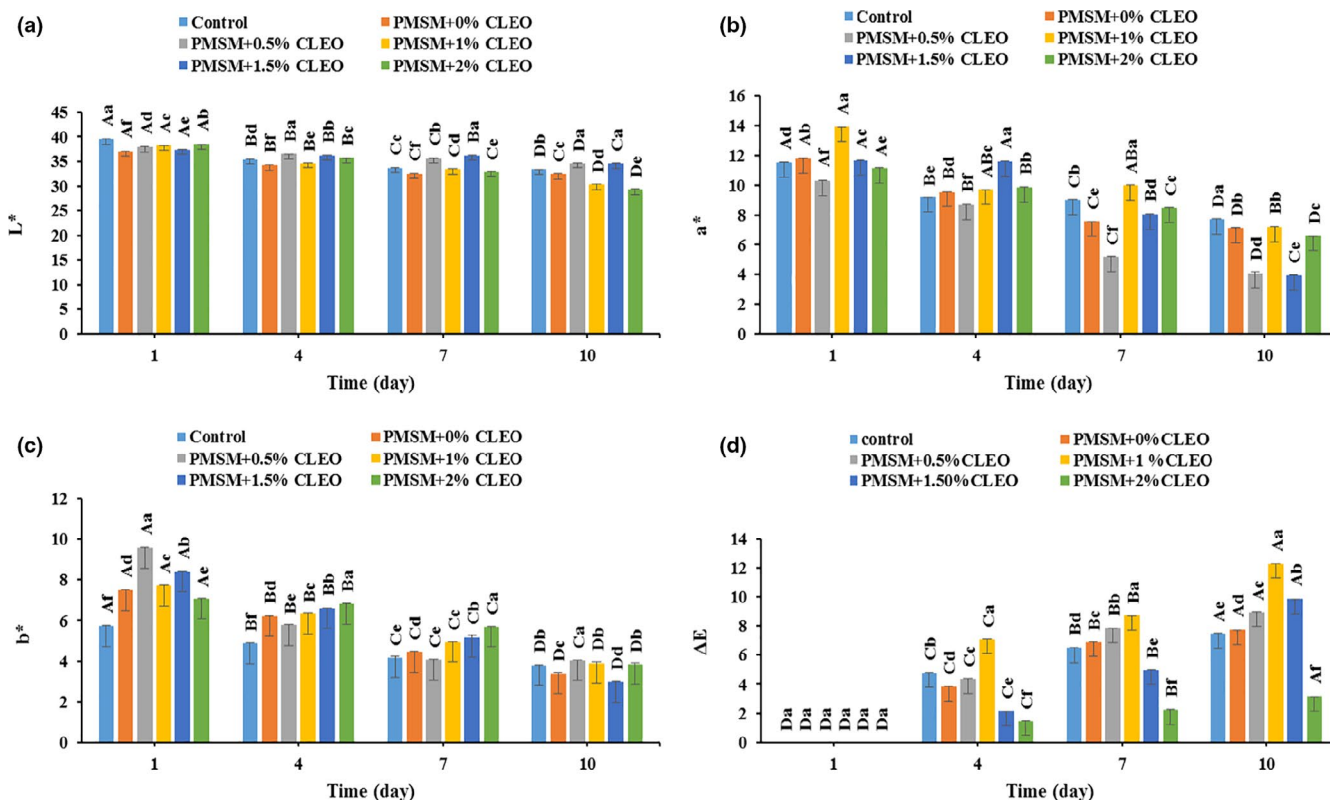 (a)
Control
PMSM+0% CLEO
PMSM+0.5% CLEO
PMSM+1% CLEO
PMSM+1.5% CLEO
PMSM+2% CLEO
45
40
35
30
25
20
15
10
5
0
L*
Aa Af Ad Ac Ae Ab
Bd Bf Ba Be Bb Bc
Cc Cf Cb Cd Ba Ce
Db Cc Da Dd Ca De
1 4 7 10
Time (day)
(b)
Control
PMSM+0% CLEO
PMSM+0.5% CLEO
PMSM+1% CLEO
PMSM+1.5% CLEO
PMSM+2% CLEO
16
14
12
10
8
6
4
2
0
a*
Ad Ab Af Aa Ac Ae
Be Bd Bf ABc Aa Bb
Cb Ce Cf ABa Bd Cc
Da Db Dd Bb Ce Dc
1 4 7 10
Time (day)
(c)
Control
PMSM+0% CLEO
PMSM+0.5% CLEO
PMSM+1% CLEO
PMSM+1.5% CLEO
PMSM+2% CLEO
12
10
8
6
4
2
0
b*
Af Ad Aa Ac Ab Ae
Bf Bd Be Bc Bb Ba
Ce Cd Ce Cc Cb Ca
Db Dc Ca Db Dd Db
1 4 7 10
Time (day)
(d)
control
PMSM+0%CLEO
PMSM+0.5%CLEO
PMSM+1 %CLEO
PMSM+1.50%CLEO
PMSM+2%CLEO
14
12
10
8
6
4
2
0
ΔE
Da Da Da Da Da Da
Cb Cd Cc Ca Ce Cf
Bd Bc Bb Ba Be Bf
Ae Ad Ac Aa Ab Af
1 4 7 10
Time (day)